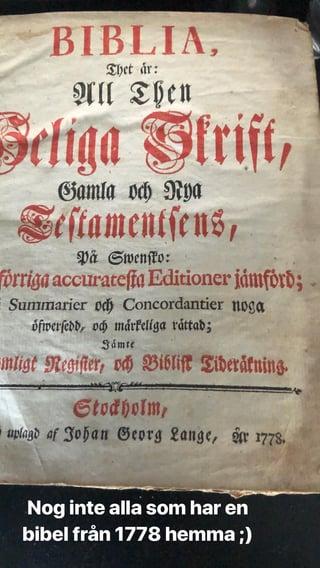 BIBLIA,
Thet är:
All Then
Heliga Skrift,
Gamla och Nya
Testamentsens,
På Swensko:
förriga accuratesta Editioner jämförd;
Summarier och Concordantier noga
öfwersedd, och märkeliga rättad;
Jämte
Register, och Biblisk Tideräkning.
Stockholm,
uplagd af Johan Georg Lange, År 1778.
Nog inte alla som har en
bibel från 1778 hemma ;)